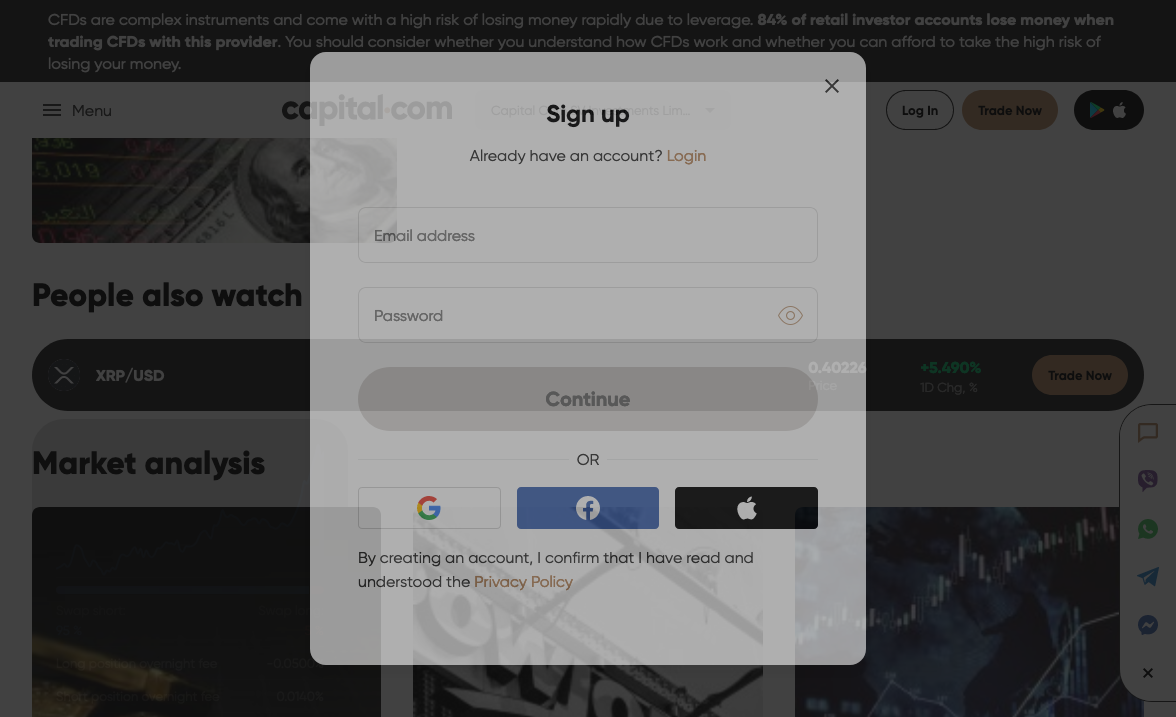 CFDs are complex instruments and come with a high risk of losing money rapidly due to leverage. 84% of retail investor accounts lose money when
trading CFDs with this provider. You should consider whether you understand how CFDs work and whether you can afford to take the high risk of
losing your money.
Menu
capital.com
Log In
Trade Now
Sign up
Already have an account? Login
Email address
5,019
Password
People also watch
XRP/USD
0.40226
Price
+5.490%
1D Chg, %
Trade Now
Continue
OR
Market analysis
By creating an account, I confirm that I have read and
understood the Privacy Policy